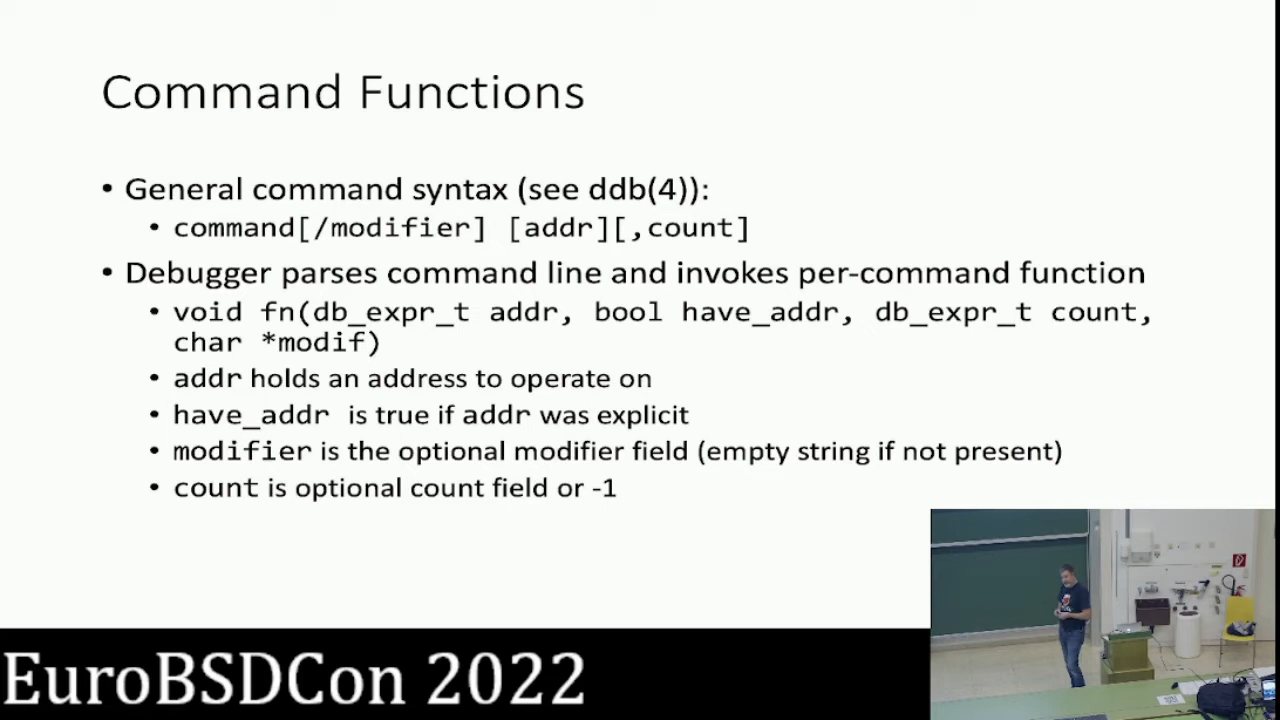 Command Functions
• General command syntax (see ddb(4)):
• command[/modifier] [addr][,count]
• Debugger parses command line and invokes per-command function
• void fn(db_expr_t addr, bool have_addr, db_expr_t count,
char *modif)
• addr holds an address to operate on
• have_addr is true if addr was explicit
• modifier is the optional modifier field (empty string if not present)
• count is optional count field or -1
EuroBSDCon 2022